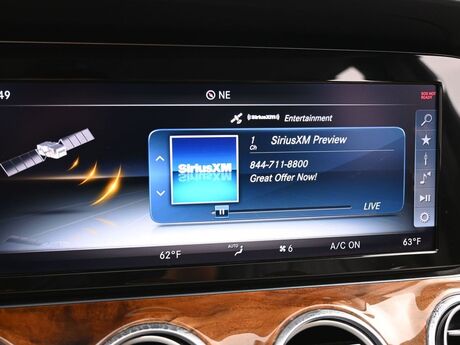 49
NE
SOS NOT
READY
SiriusXM Entertainment
1
Ch
SiriusXM Preview
SiriusXM
844-711-8800
Great Offer Now!
LIVE
62°F
AUTO
6
A/C ON
63°F